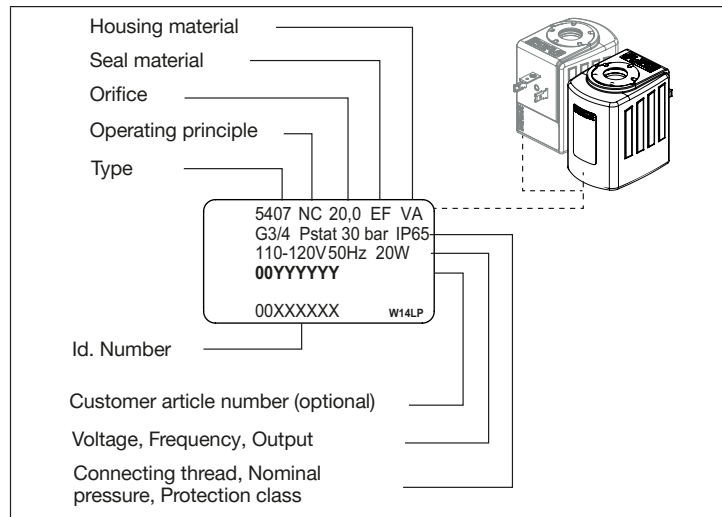 Housing material
Seal material
Orifice
Operating principle
Type
5407 NC 20,0 EF VA
G3/4 Pstat 30 bar IP65
110-120V50Hz 20W
00YYYYYY
00XXXXXX W14LP
Id. Number
Customer article number (optional)
Voltage, Frequency, Output
Connecting thread, Nominal
pressure, Protection class